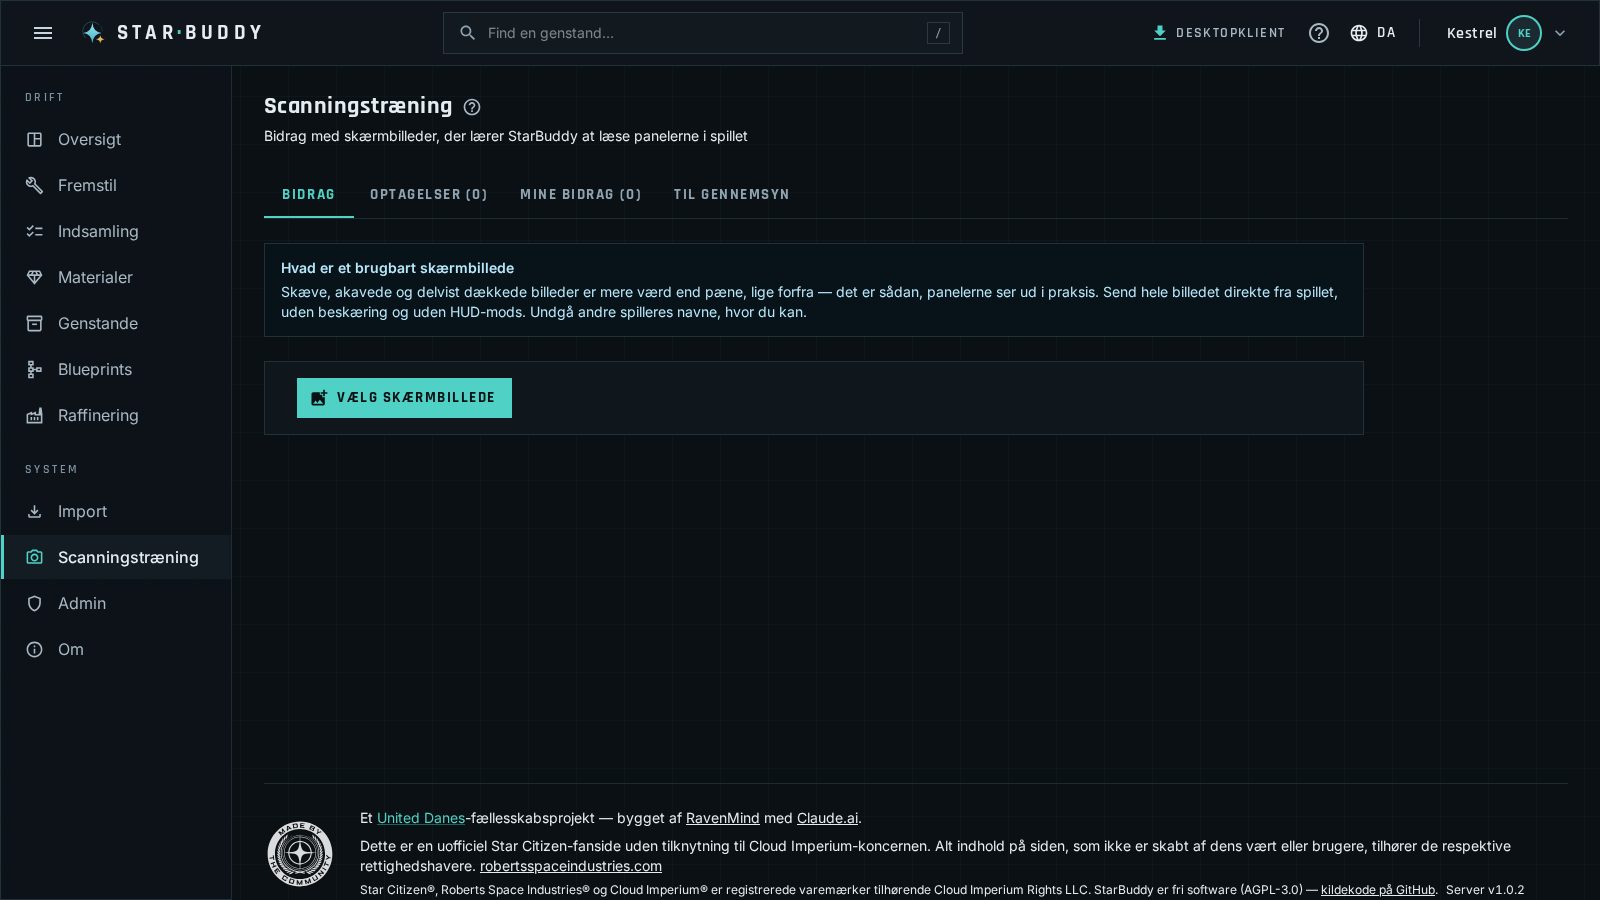 STAR·BUDDY
Find en genstand...
/
DESKTOPKLIENT
DA
Kestrel
KE
DRIFT
Oversigt
Fremstil
Indsamling
Materialer
Genstande
Blueprints
Raffinering
SYSTEM
Import
Scanningstræning
Admin
Om
Scanningstræning
Bidrag med skærmbilleder, der lærer StarBuddy at læse panelerne i spillet
BIDRAG
OPTAGELSER (0)
MINE BIDRAG (0)
TIL GENNEMSYN
Hvad er et brugbart skærmbillede
Skæve, akavede og delvist dækkede billeder er mere værd end pæne, lige forfra — det er sådan, panelerne ser ud i praksis. Send hele billedet direkte fra spillet,
uden beskæring og uden HUD-mods. Undgå andre spilleres navne, hvor du kan.
VÆLG SKÆRMBILLEDE
MADE BY
THE COMMUNITY
Et United Danes-fællesskabsprojekt — bygget af RavenMind med Claude.ai.
Dette er en uofficiel Star Citizen-fanside uden tilknytning til Cloud Imperium-koncernen. Alt indhold på siden, som ikke er skabt af dens vært eller brugere, tilhører de respektive
rettighedshavere. robertsspaceindustries.com
Star Citizen®, Roberts Space Industries® og Cloud Imperium® er registrerede varemærker tilhørende Cloud Imperium Rights LLC. StarBuddy er fri software (AGPL-3.0) — kildekode på GitHub. Server v1.0.2